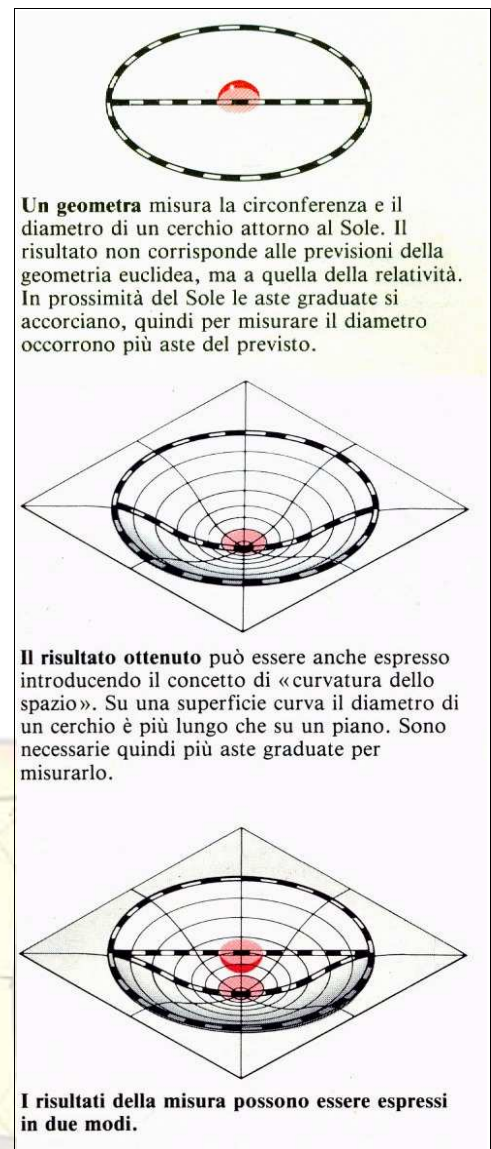 Un geometra misura la circonferenza e il
diametro di un cerchio attorno al Sole. Il
risultato non corrisponde alle previsioni della
geometria euclidea, ma a quella della relatività.
In prossimità del Sole le aste graduate si
accorciano, quindi per misurare il diametro
occorrono più aste del previsto.
Il risultato ottenuto può essere anche espresso
introducendo il concetto di «curvatura dello
spazio». Su una superficie curva il diametro di
un cerchio è più lungo che su un piano. Sono
necessarie quindi più aste graduate per
misurarlo.
I risultati della misura possono essere espressi
in due modi.